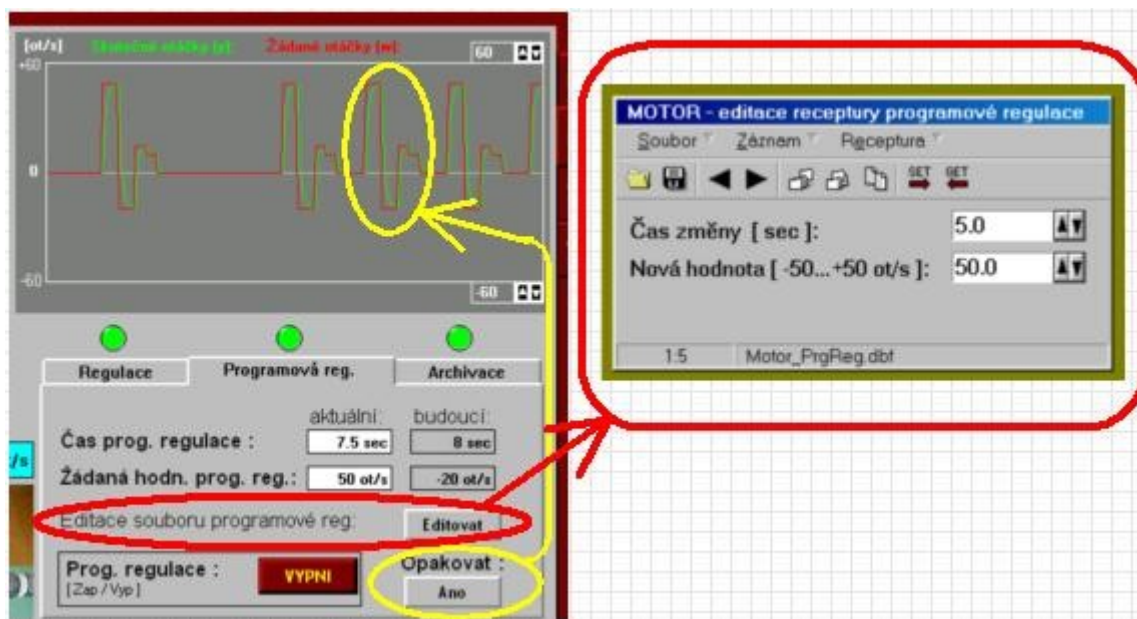 [ot/s] Skutečné otáčky (y): Žádané otáčky (w): 60
+60
0
-60
-60
Regulace Programová reg. Archivace
aktuální: budoucí:
Čas prog. regulace : 7.5 sec 8 sec
Žádaná hodn. prog. reg.: 50 ot/s -20 ot/s
Editace souboru programové reg: Editovat
Prog. regulace : VYPNI Opakovat :
[Zap / Vyp] Ano
/s
MOTOR - editace receptury programové regulace
Soubor Záznam Receptura
SET GET
Čas změny [ sec ]: 5.0
Nová hodnota [ -50...+50 ot/s ]: 50.0
1:5 Motor_PrgReg.dbf